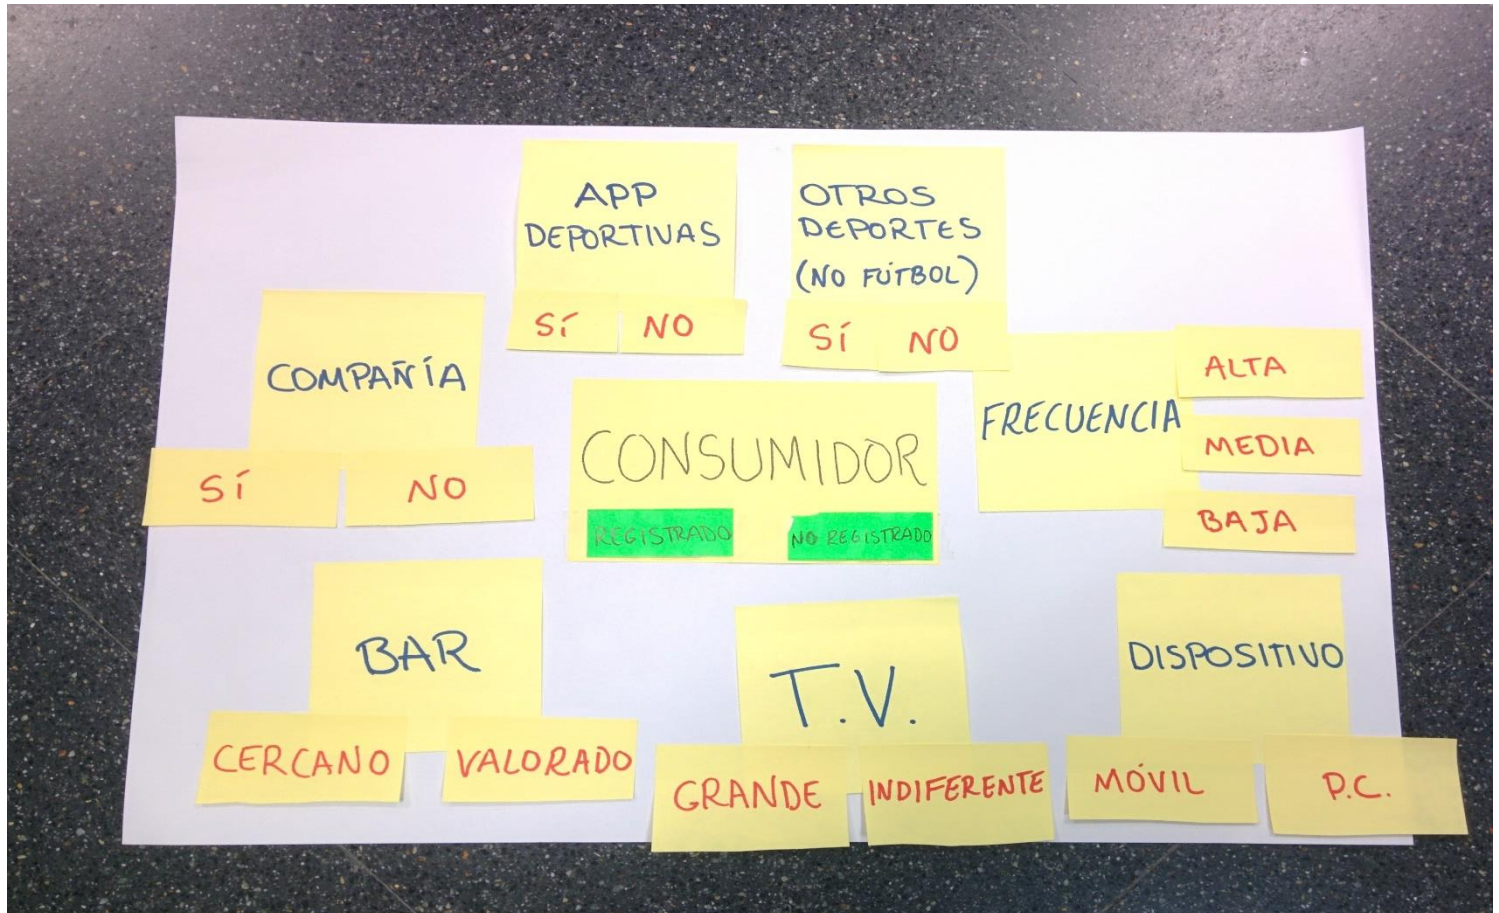 APP
DEPORTIVAS
SÍ NO
OTROS
DEPORTES
(NO FÚTBOL)
SÍ NO
COMPAÑÍA
SÍ NO
CONSUMIDOR
REGISTRADO NO REGISTRADO
FRECUENCIA
ALTA
MEDIA
BAJA
BAR
CERCANO VALORADO
T.V.
GRANDE INDIFERENTE
DISPOSITIVO
MÓVIL P.C.